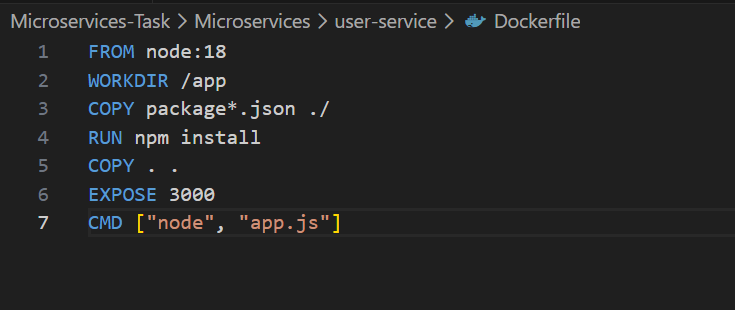 Microservices-Task > Microservices > user-service > Dockerfile
1 FROM node:18
2 WORKDIR /app
3 COPY package*.json ./
4 RUN npm install
5 COPY . .
6 EXPOSE 3000
7 CMD ["node", "app.js"]